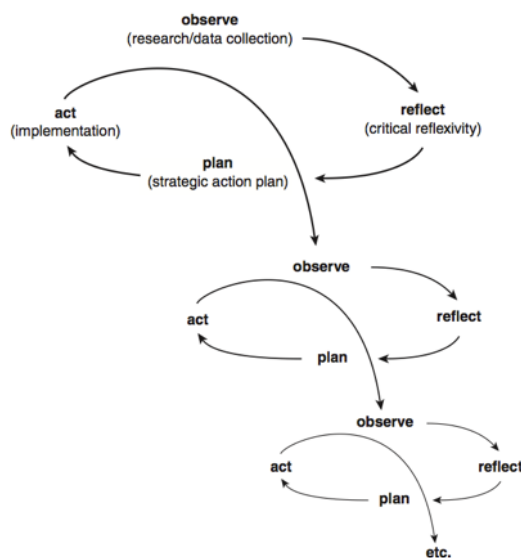 observe
(research/data collection)
act
(implementation)
reflect
(critical reflexivity)
plan
(strategic action plan)
observe
act
reflect
plan
observe
act
reflect
plan
etc.